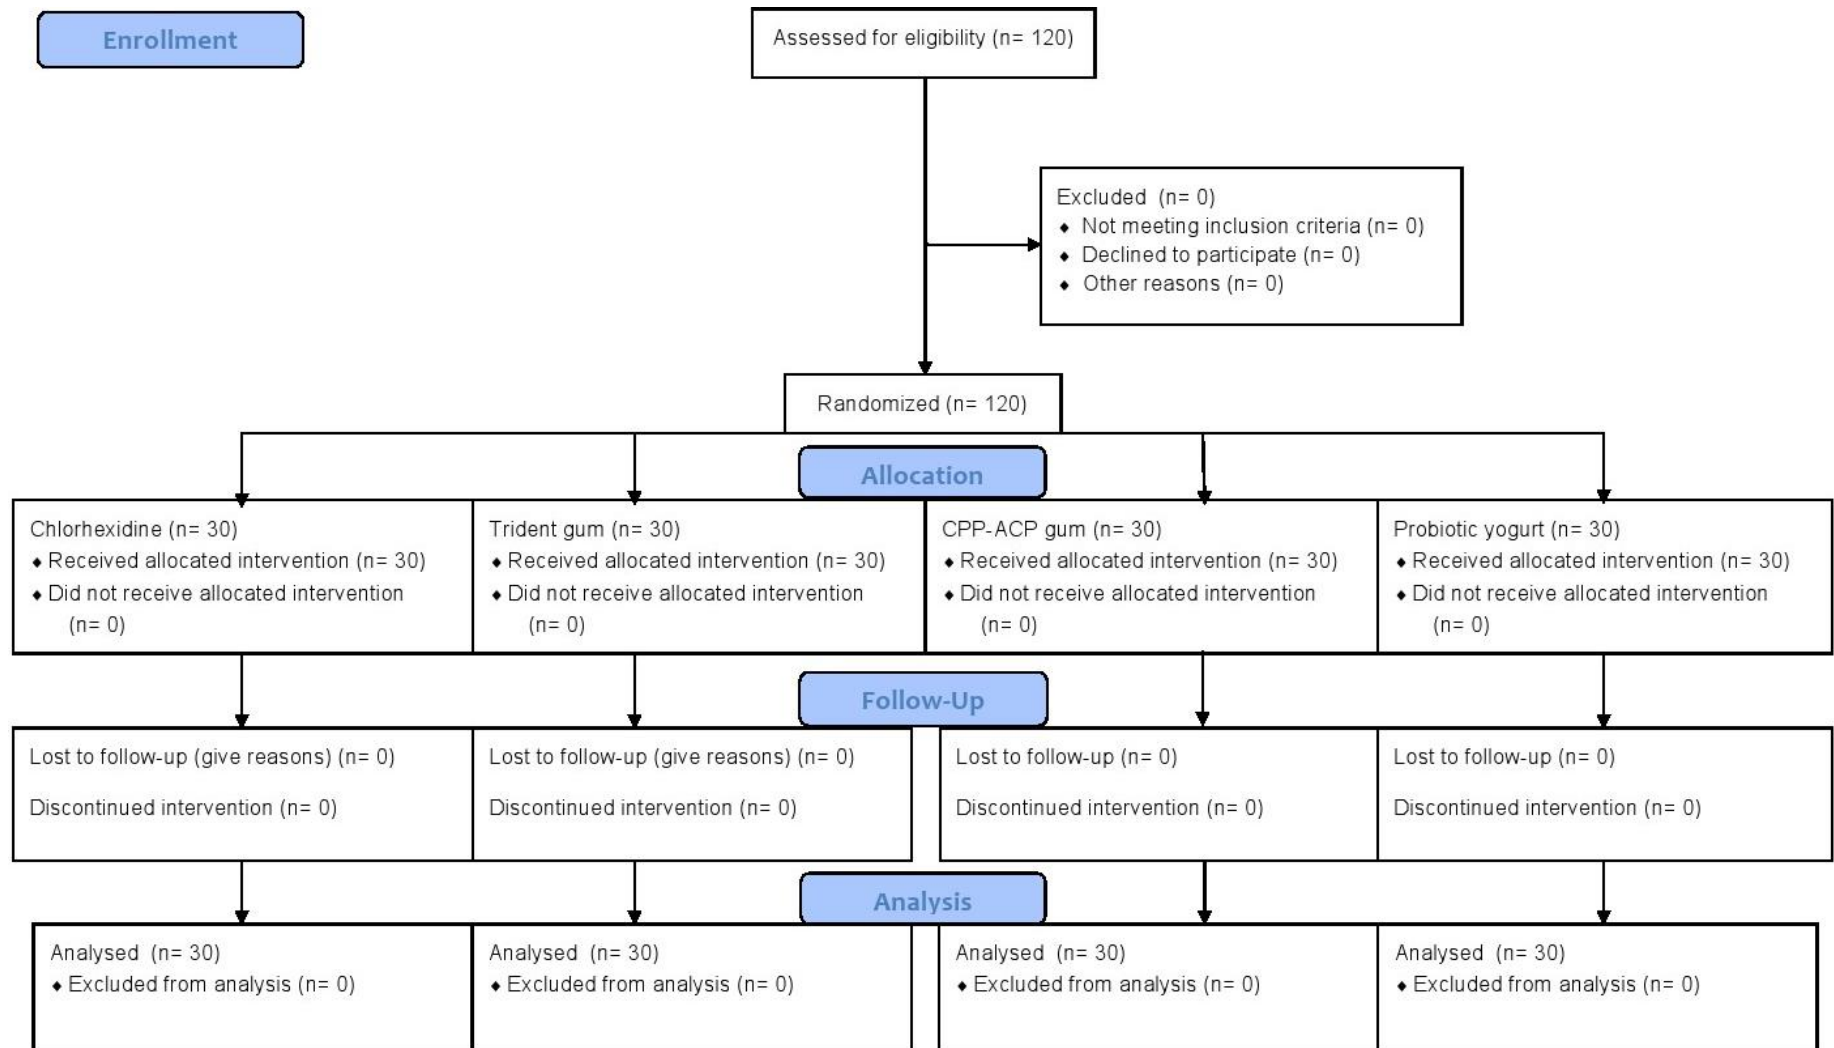 Enrollment
Assessed for eligibility (n= 120)
Excluded (n= 0)
♦ Not meeting inclusion criteria (n= 0)
♦ Declined to participate (n= 0)
♦ Other reasons (n= 0)
Randomized (n= 120)
Allocation
Chlorhexidine (n= 30)
♦ Received allocated intervention (n= 30)
♦ Did not receive allocated intervention
(n= 0)
Trident gum (n= 30)
♦ Received allocated intervention (n= 30)
♦ Did not receive allocated intervention
(n= 0)
CPP-ACP gum (n= 30)
♦ Received allocated intervention (n= 30)
♦ Did not receive allocated intervention
(n= 0)
Probiotic yogurt (n= 30)
♦ Received allocated intervention (n= 30)
♦ Did not receive allocated intervention
(n= 0)
Follow-Up
Lost to follow-up (give reasons) (n= 0)
Discontinued intervention (n= 0)
Lost to follow-up (give reasons) (n= 0)
Discontinued intervention (n= 0)
Lost to follow-up (n= 0)
Discontinued intervention (n= 0)
Lost to follow-up (n= 0)
Discontinued intervention (n= 0)
Analysis
Analysed (n= 30)
♦ Excluded from analysis (n= 0)
Analysed (n= 30)
♦ Excluded from analysis (n= 0)
Analysed (n= 30)
♦ Excluded from analysis (n= 0)
Analysed (n= 30)
♦ Excluded from analysis (n= 0)